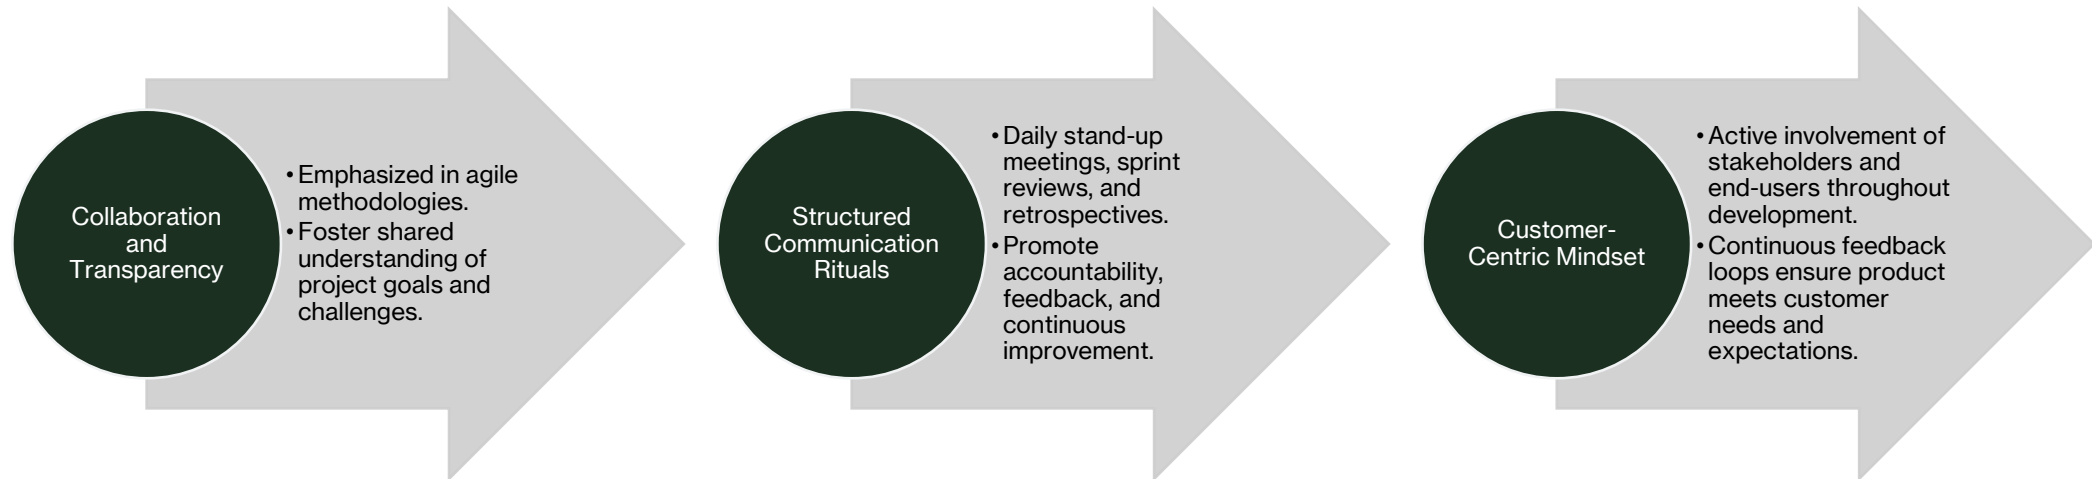 Collaboration
and
Transparency
• Emphasized in agile
methodologies.
• Foster shared
understanding of
project goals and
challenges.
Structured
Communication
Rituals
• Daily stand-up
meetings, sprint
reviews, and
retrospectives.
• Promote
accountability,
feedback, and
continuous
improvement.
Customer-
Centric Mindset
• Active involvement of
stakeholders and
end-users throughout
development.
• Continuous feedback
loops ensure product
meets customer
needs and
expectations.